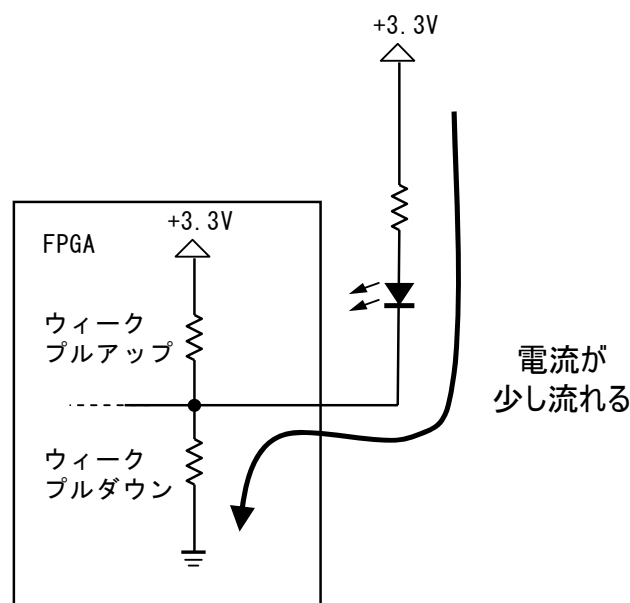 +3.3V
+3.3V
FPGA
ウィーク
プルアップ
電流が
少し流れる
ウィーク
プルダウン